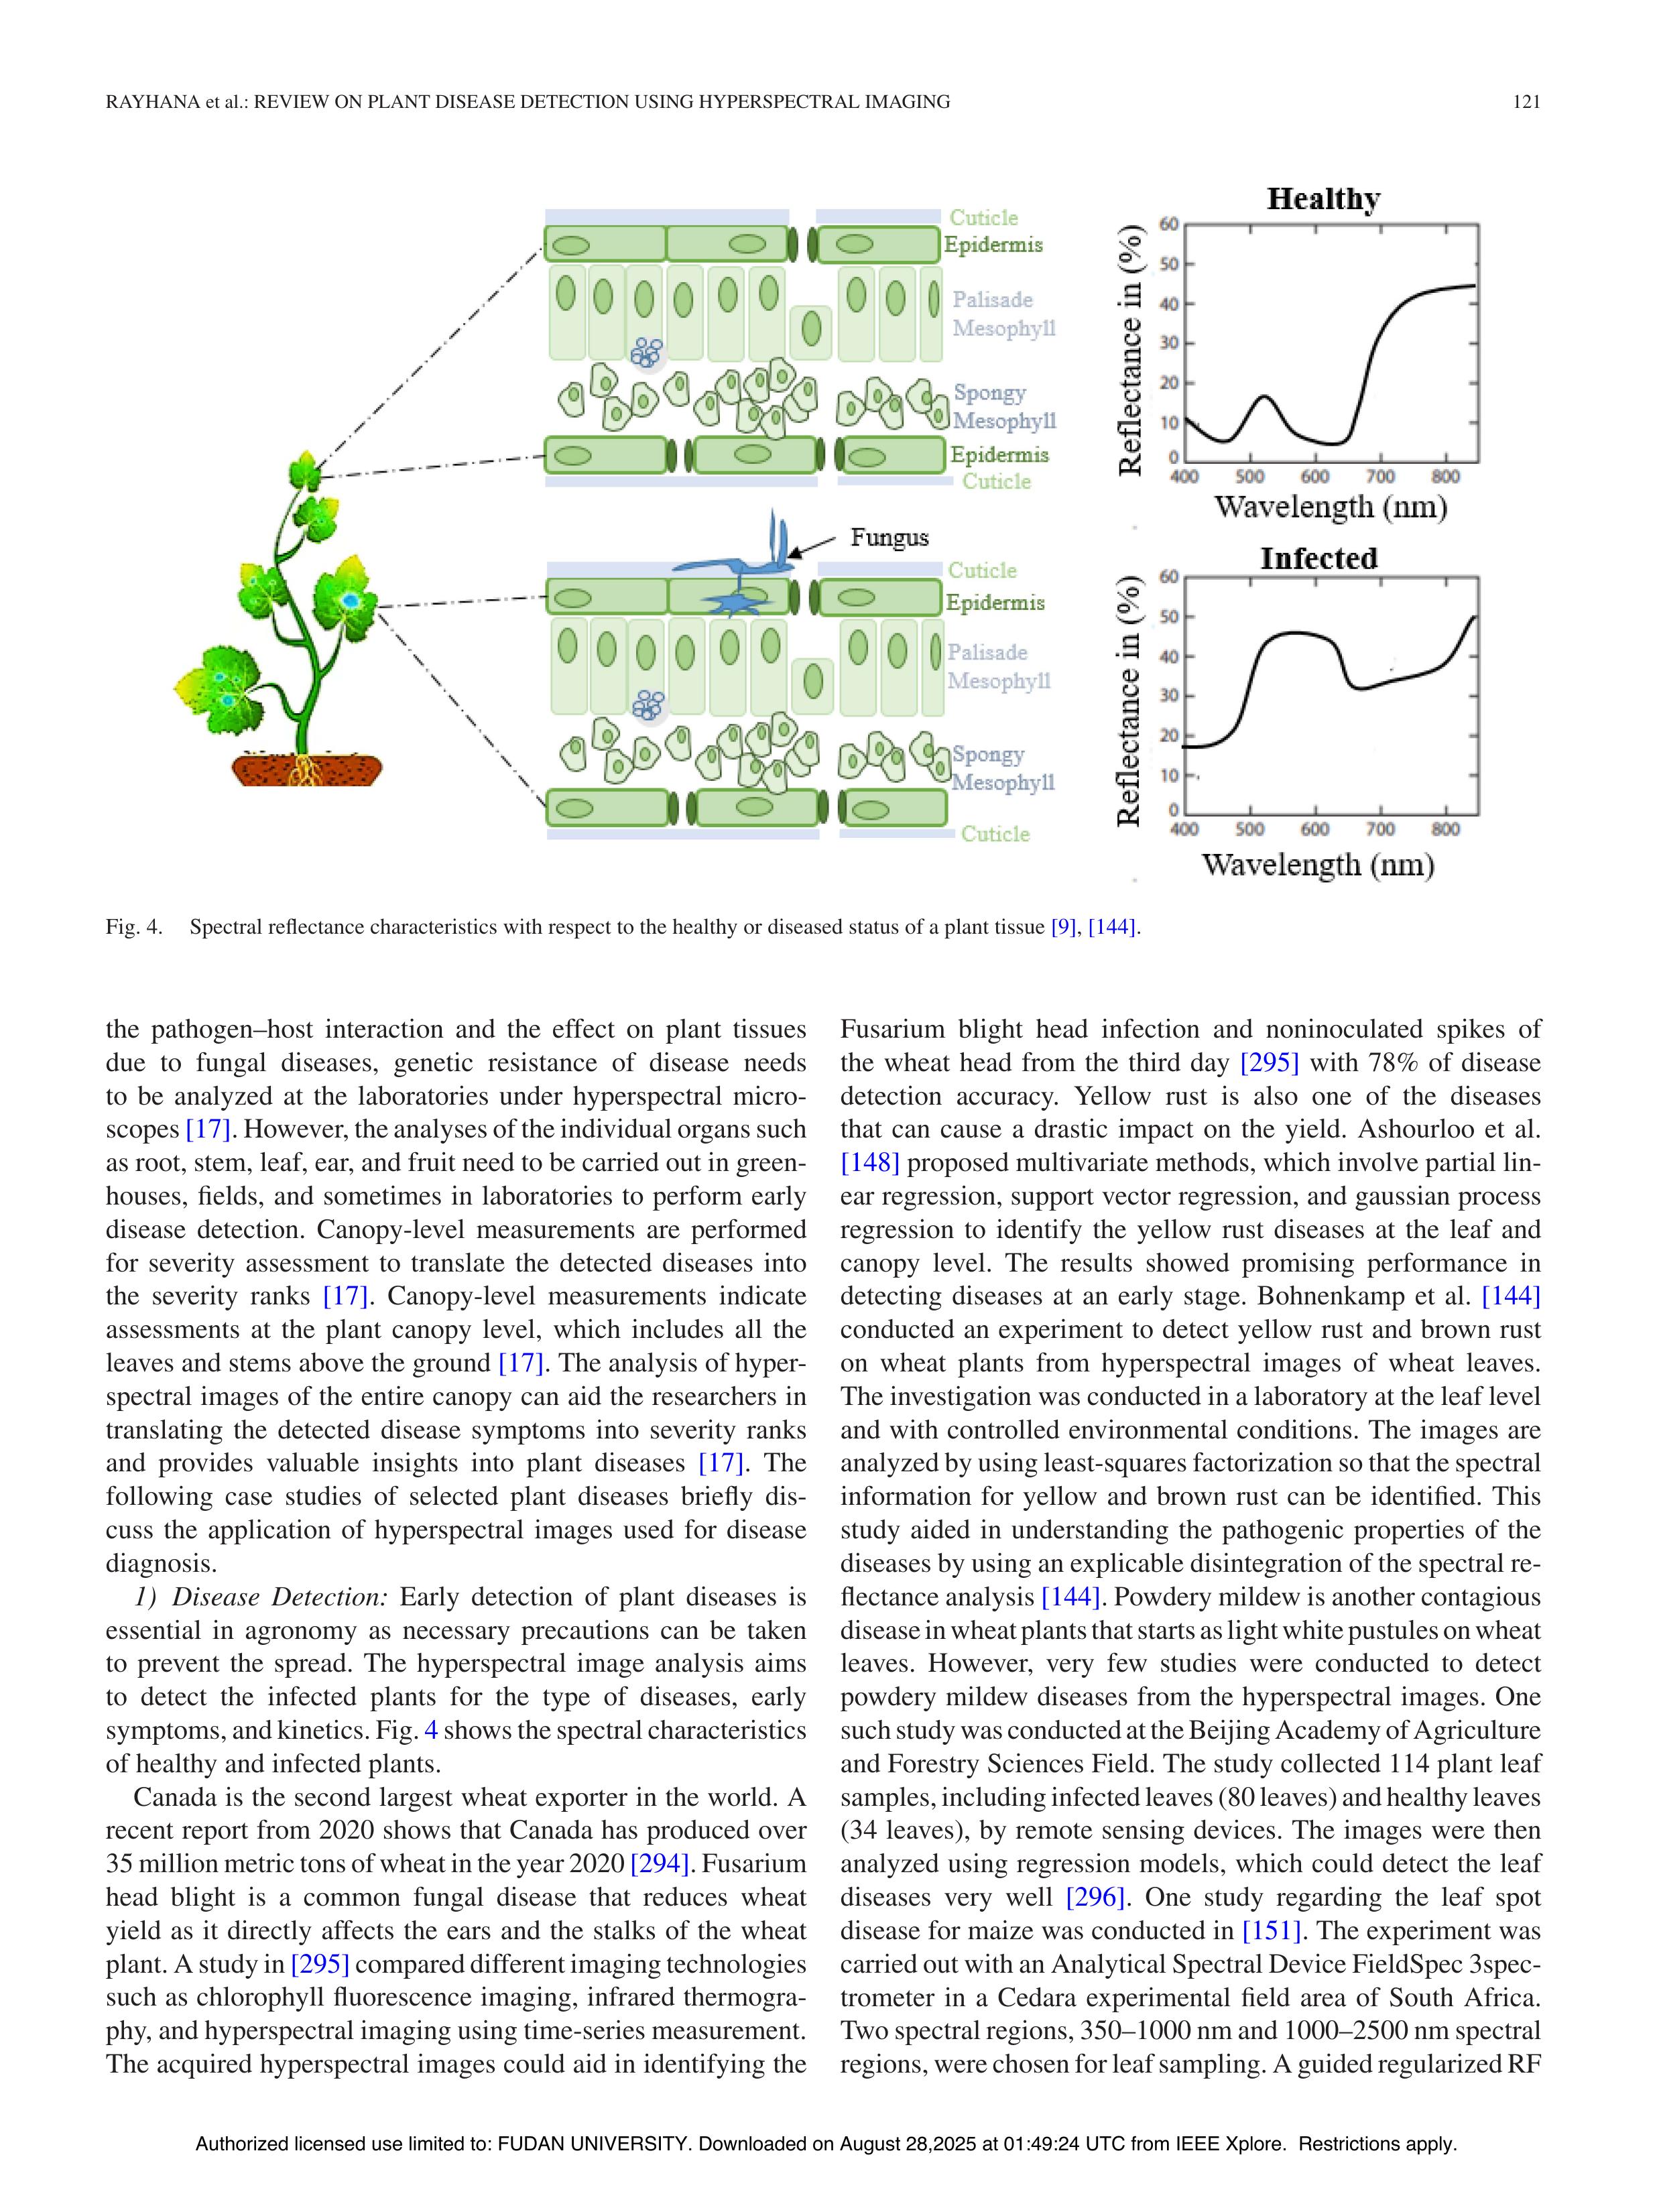 RAYHANA et al.: REVIEW ON PLANT DISEASE DETECTION USING HYPERSPECTRAL IMAGING
121
Cuticle
Epidermis
Palisade
Mesophyll
Spongy
Mesophyll
Epidermis
Cuticle
Fungus
Cuticle
Epidermis
Palisade
Mesophyll
Spongy
Mesophyll
Cuticle
Healthy
Reflectance in (%)
60
50
40
30
20
10
0
400 500 600 700 800
Wavelength (nm)
Infected
Reflectance in (%)
60
50
40
30
20
10
0
400 500 600 700 800
Wavelength (nm)
Fig. 4. Spectral reflectance characteristics with respect to the healthy or diseased status of a plant tissue [9], [144].
the pathogen–host interaction and the effect on plant tissues
due to fungal diseases, genetic resistance of disease needs
to be analyzed at the laboratories under hyperspectral micro-
scopes [17]. However, the analyses of the individual organs such
as root, stem, leaf, ear, and fruit need to be carried out in green-
houses, fields, and sometimes in laboratories to perform early
disease detection. Canopy-level measurements are performed
for severity assessment to translate the detected diseases into
the severity ranks [17]. Canopy-level measurements indicate
assessments at the plant canopy level, which includes all the
leaves and stems above the ground [17]. The analysis of hyper-
spectral images of the entire canopy can aid the researchers in
translating the detected disease symptoms into severity ranks
and provides valuable insights into plant diseases [17]. The
following case studies of selected plant diseases briefly dis-
cuss the application of hyperspectral images used for disease
diagnosis.
1) Disease Detection: Early detection of plant diseases is
essential in agronomy as necessary precautions can be taken
to prevent the spread. The hyperspectral image analysis aims
to detect the infected plants for the type of diseases, early
symptoms, and kinetics. Fig. 4 shows the spectral characteristics
of healthy and infected plants.
Canada is the second largest wheat exporter in the world. A
recent report from 2020 shows that Canada has produced over
35 million metric tons of wheat in the year 2020 [294]. Fusarium
head blight is a common fungal disease that reduces wheat
yield as it directly affects the ears and the stalks of the wheat
plant. A study in [295] compared different imaging technologies
such as chlorophyll fluorescence imaging, infrared thermogra-
phy, and hyperspectral imaging using time-series measurement.
The acquired hyperspectral images could aid in identifying the
Fusarium blight head infection and noninoculated spikes of
the wheat head from the third day [295] with 78% of disease
detection accuracy. Yellow rust is also one of the diseases
that can cause a drastic impact on the yield. Ashourloo et al.
[148] proposed multivariate methods, which involve partial lin-
ear regression, support vector regression, and gaussian process
regression to identify the yellow rust diseases at the leaf and
canopy level. The results showed promising performance in
detecting diseases at an early stage. Bohnenkamp et al. [144]
conducted an experiment to detect yellow rust and brown rust
on wheat plants from hyperspectral images of wheat leaves.
The investigation was conducted in a laboratory at the leaf level
and with controlled environmental conditions. The images are
analyzed by using least-squares factorization so that the spectral
information for yellow and brown rust can be identified. This
study aided in understanding the pathogenic properties of the
diseases by using an explicable disintegration of the spectral re-
flectance analysis [144]. Powdery mildew is another contagious
disease in wheat plants that starts as light white pustules on wheat
leaves. However, very few studies were conducted to detect
powdery mildew diseases from the hyperspectral images. One
such study was conducted at the Beijing Academy of Agriculture
and Forestry Sciences Field. The study collected 114 plant leaf
samples, including infected leaves (80 leaves) and healthy leaves
(34 leaves), by remote sensing devices. The images were then
analyzed using regression models, which could detect the leaf
diseases very well [296]. One study regarding the leaf spot
disease for maize was conducted in [151]. The experiment was
carried out with an Analytical Spectral Device FieldSpec 3spec-
trometer in a Cedara experimental field area of South Africa.
Two spectral regions, 350–1000 nm and 1000–2500 nm spectral
regions, were chosen for leaf sampling. A guided regularized RF
Authorized licensed use limited to: FUDAN UNIVERSITY. Downloaded on August 28,2025 at 01:49:24 UTC from IEEE Xplore. Restrictions apply.